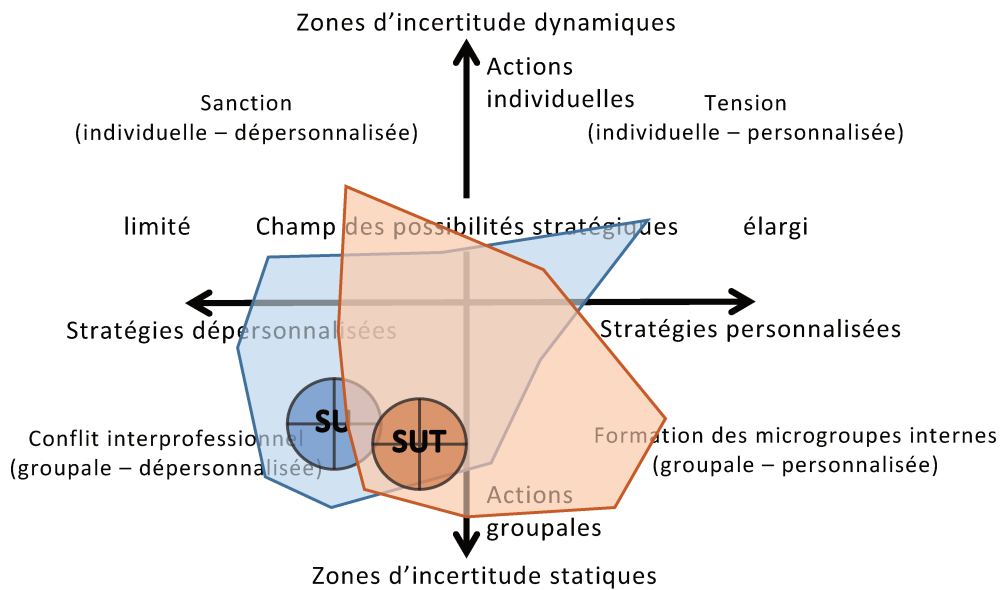 Zones d’incertitude dynamiques
Actions
individuelles
Sanction
(individuelle – dépersonnalisée)
Tension
(individuelle – personnalisée)
limité
Champ des possibilités stratégiques
élargi
Stratégies dépersonnalisées
Stratégies personnalisées
SU
SUT
Conflit interprofessionnel
(groupale – dépersonnalisée)
Formation des microgroupes internes
(groupale – personnalisée)
Actions
groupales
Zones d’incertitude statiques